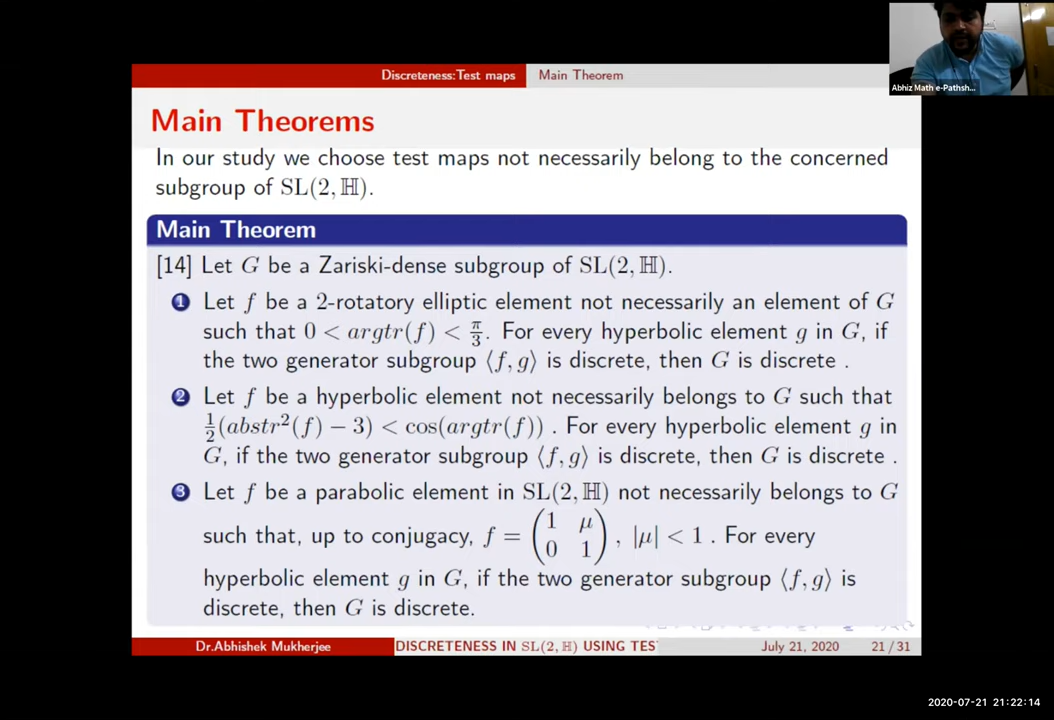 Abhiz Math e-Pathsh...
Discreteness:Test maps Main Theorem
Main Theorems
In our study we choose test maps not necessarily belong to the concerned
subgroup of SL(2, ℍ).
Main Theorem
[14] Let G be a Zariski-dense subgroup of SL(2, ℍ).
1 Let f be a 2-rotatory elliptic element not necessarily an element of G
such that 0 < argtr(f) < π/3. For every hyperbolic element g in G, if
the two generator subgroup ⟨f, g⟩ is discrete, then G is discrete .
2 Let f be a hyperbolic element not necessarily belongs to G such that
1/2(abstr²(f) − 3) < cos(argtr(f)) . For every hyperbolic element g in
G, if the two generator subgroup ⟨f, g⟩ is discrete, then G is discrete .
3 Let f be a parabolic element in SL(2, ℍ) not necessarily belongs to G
such that, up to conjugacy, f = (1 μ 0 1) , |μ| < 1 . For every
hyperbolic element g in G, if the two generator subgroup ⟨f, g⟩ is
discrete, then G is discrete.
Dr.Abhishek Mukherjee DISCRETENESS IN SL(2, ℍ) USING TES July 21, 2020 21 / 31
2020-07-21 21:22:14